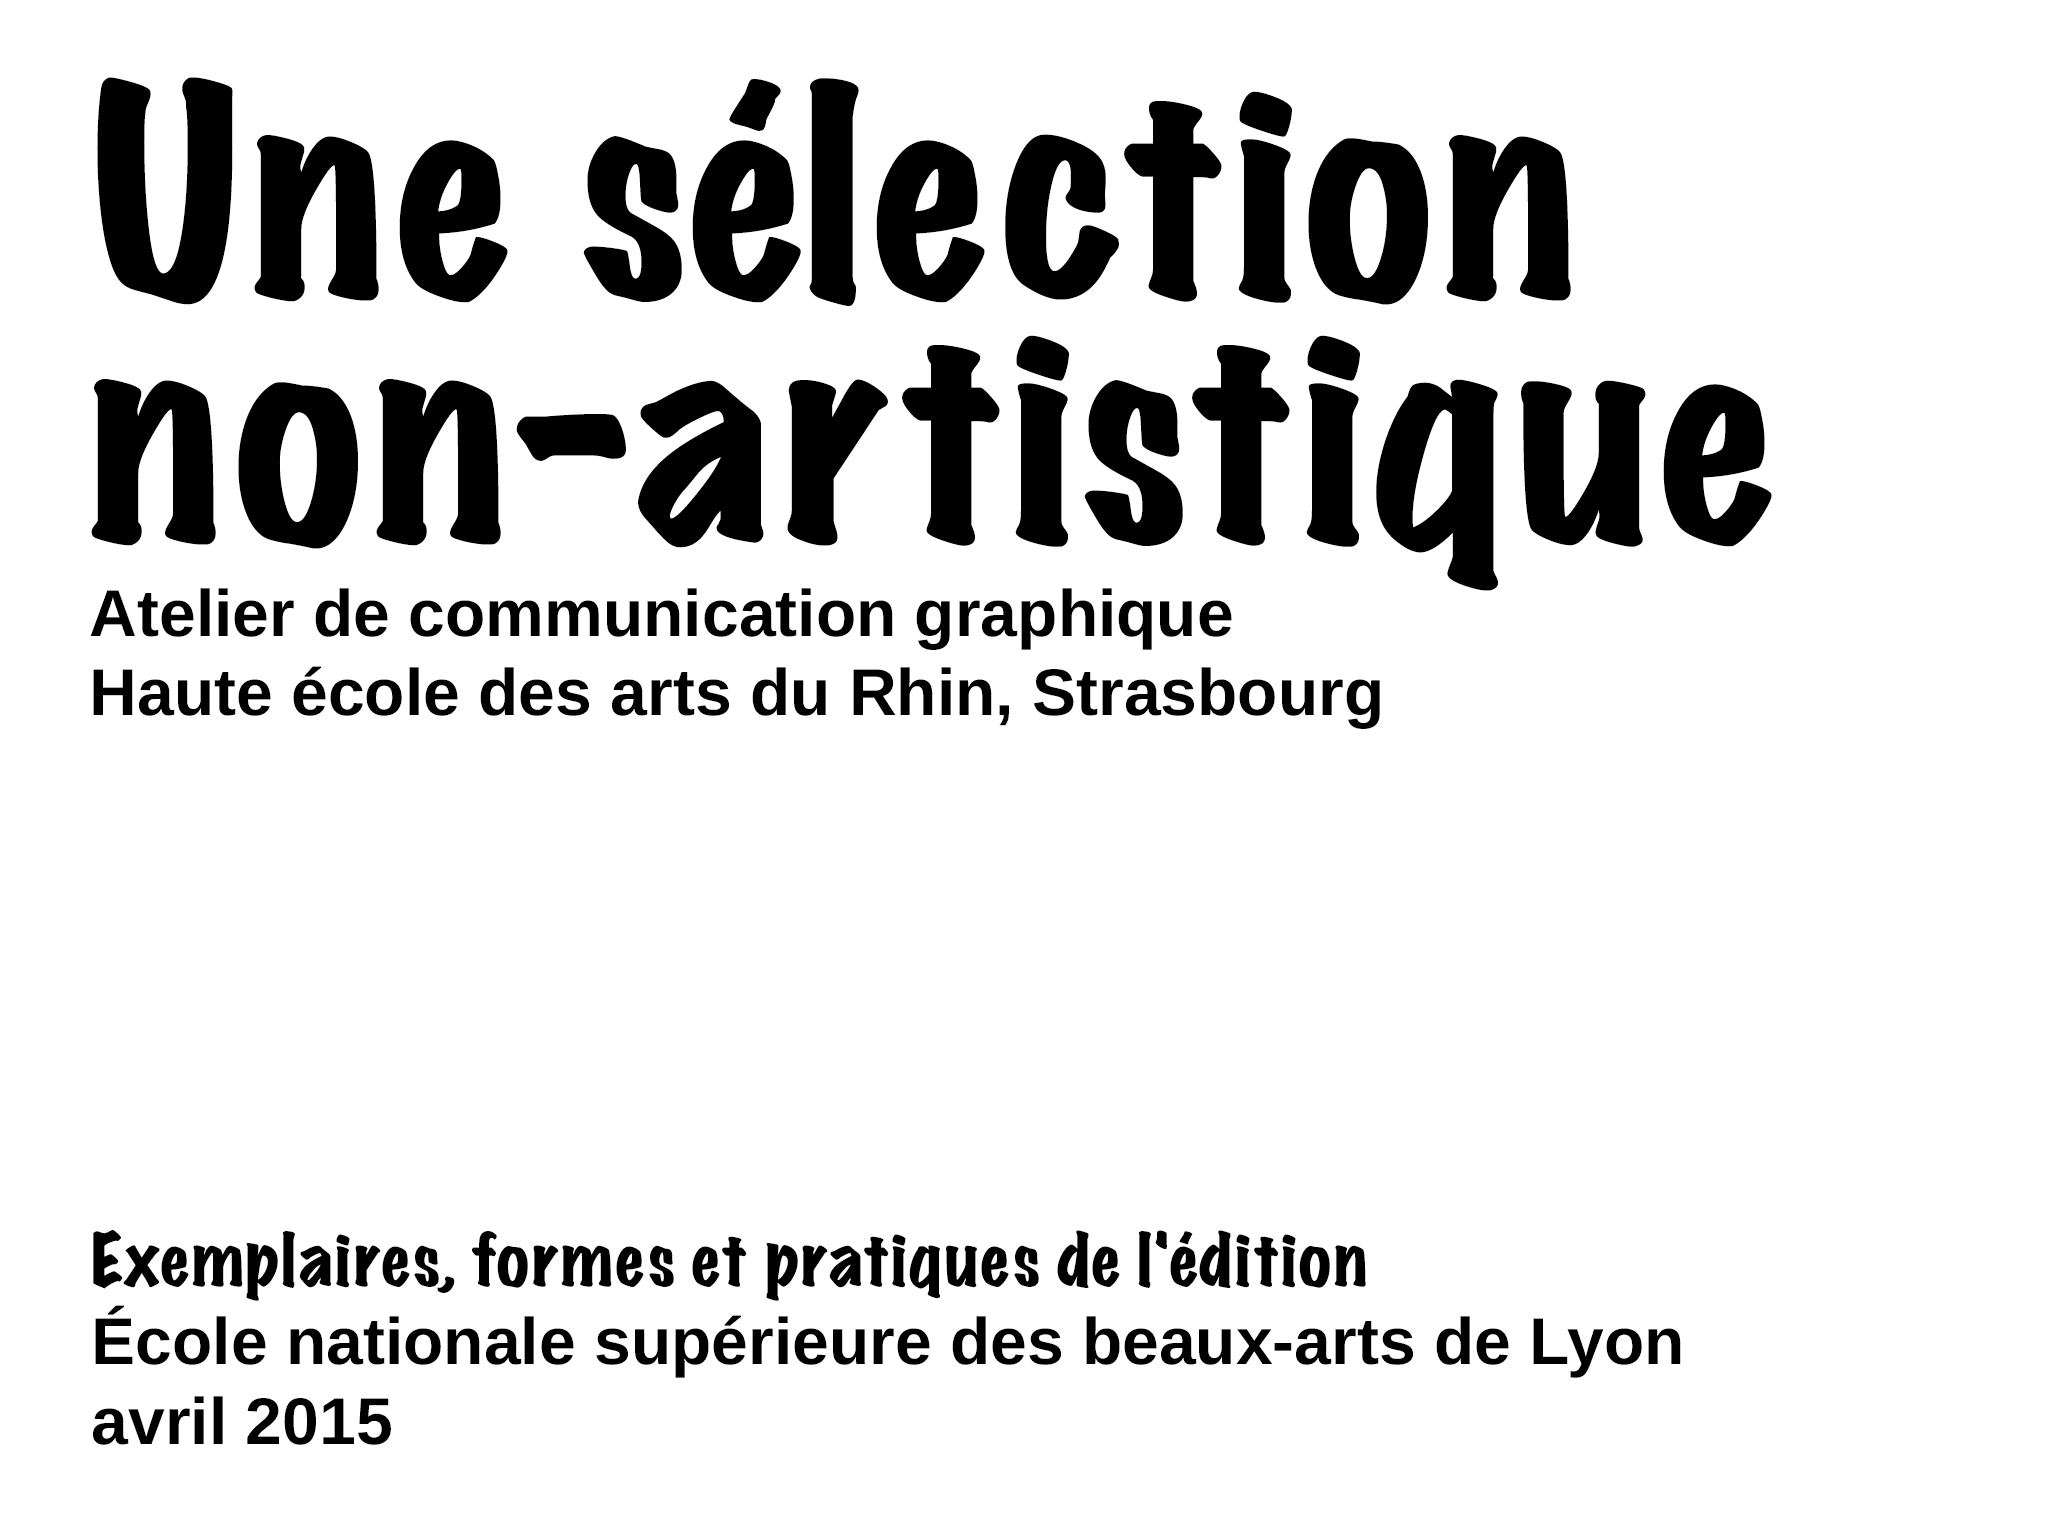 Une sélection
non-artistique
Atelier de communication graphique
Haute école des arts du Rhin, Strasbourg
Exemplaires, formes et pratiques de l'édition
École nationale supérieure des beaux-arts de Lyon
avril 2015